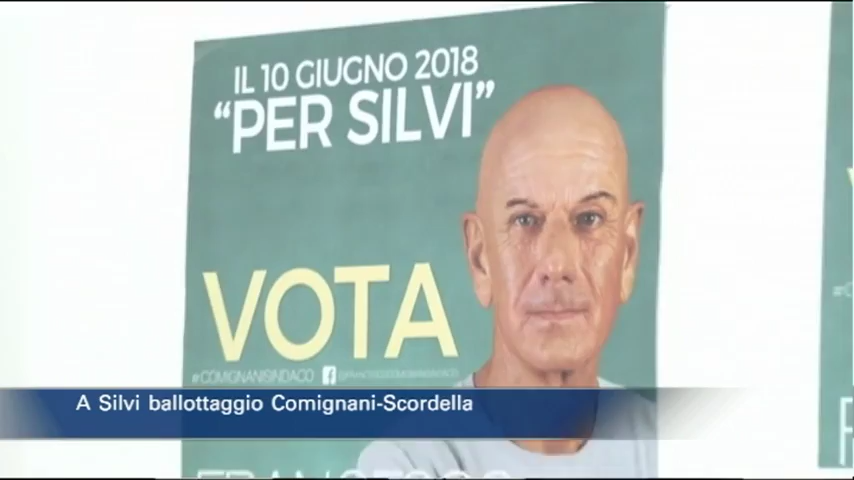 IL 10 GIUGNO 2018
“PER SILVI”
VOTA
#COMIGNANISINDACO
A Silvi ballottaggio Comignani-Scordella